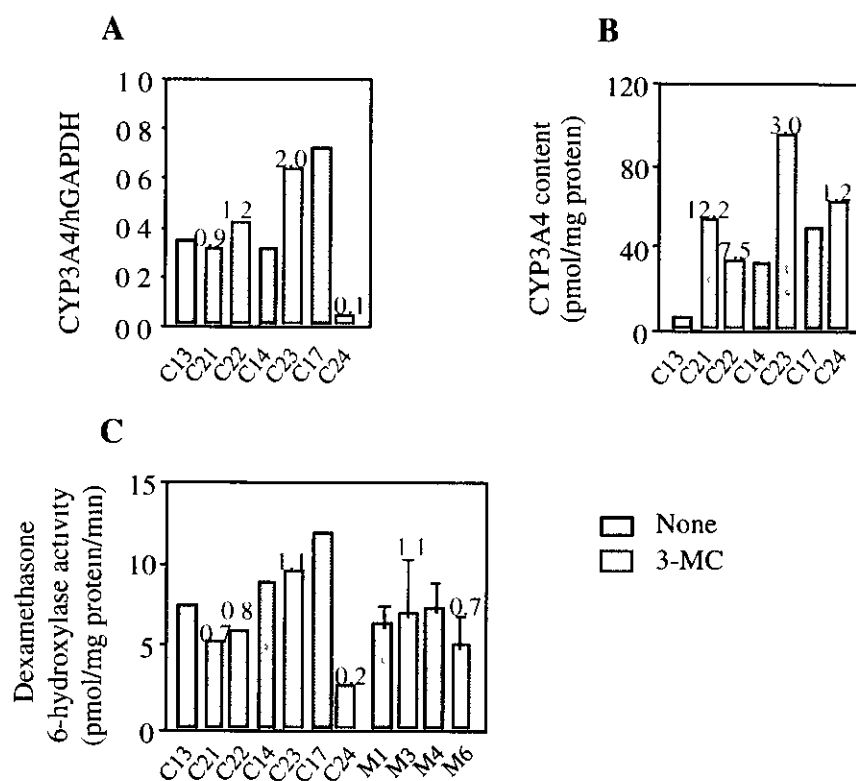 A
CYP3A4/hGAPDH
1 0
0 8
0 6
0 4
0 2
0 0
0.9
1.2
2.0
0.1
C13
C21
C22
C14
C23
C17
C24
B
CYP3A4 content
(pmol/mg protein)
120
80
40
0
12.2
7.5
3.0
1.2
C13
C21
C22
C14
C23
C17
C24
C
Dexamethasone
6-hydroxylase activity
(pmol/mg protein/min)
15
10
5
0
0.7
0 8
1.1
0.2
1 1
0.7
C13
C21
C22
C14
C23
C17
C24
M1
M3
M4
M6
None
3-MC